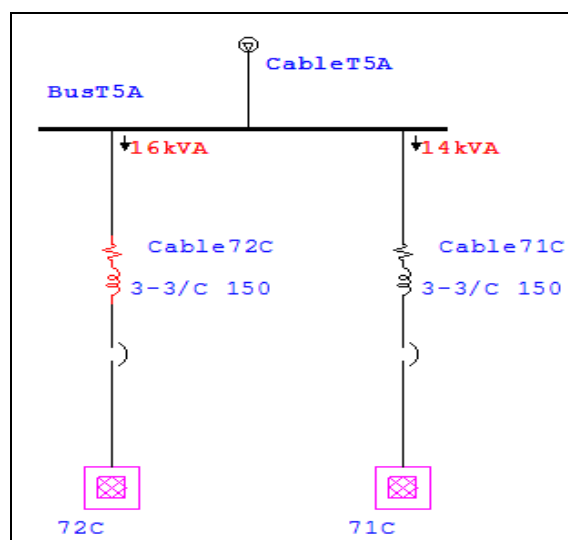 CableT5A
BusT5A
16kVA
14kVA
Cable72C
Cable71C
3-3/C 150
3-3/C 150
72C
71C